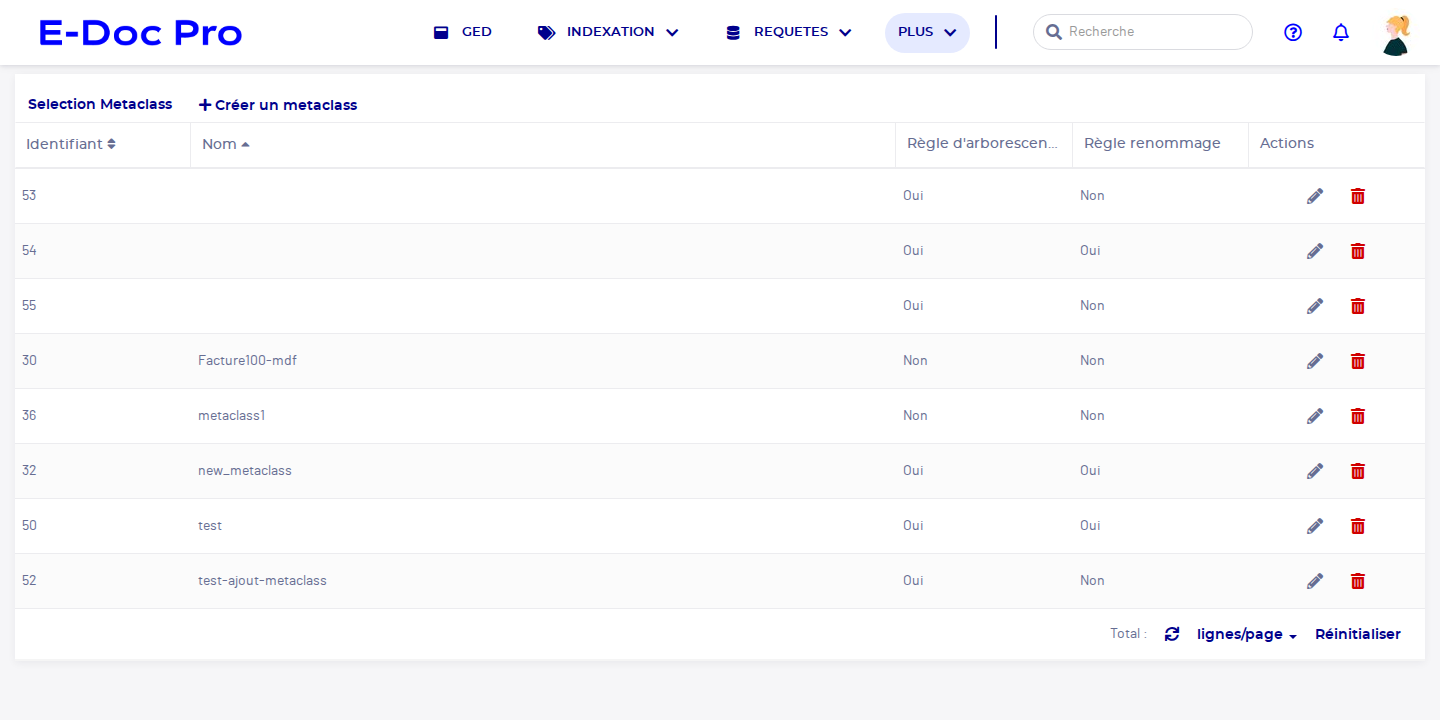 E-Doc Pro GED INDEXATION REQUETES PLUS Recherche
Selection Metaclass Créer un metaclass
Identifiant Nom Règle d'arborescen... Règle renommage Actions
53 Oui Non
54 Oui Oui
55 Oui Non
30 Facture100-mdf Non Non
36 metaclass1 Non Non
32 new_metaclass Oui Oui
50 test Oui Oui
52 test-ajout-metaclass Oui Non
Total : lignes/page Réinitialiser